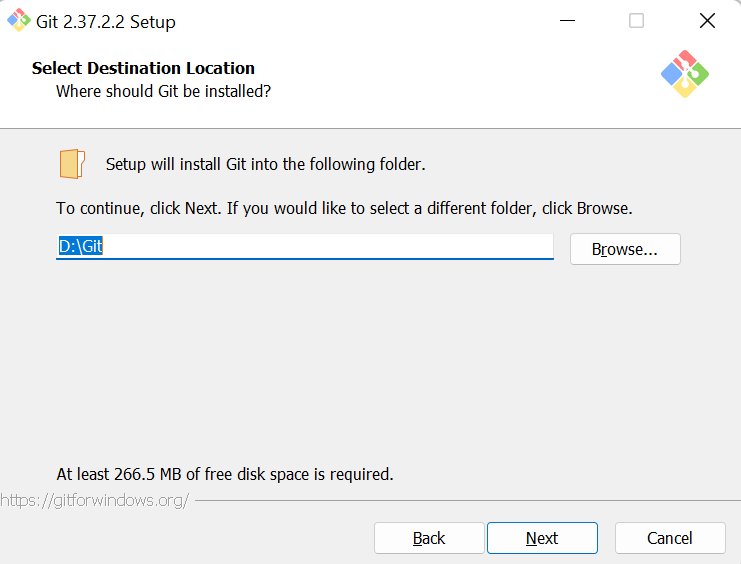 Git 2.37.2.2 Setup
Select Destination Location
Where should Git be installed?
Setup will install Git into the following folder.
To continue, click Next. If you would like to select a different folder, click Browse.
D:\Git
Browse...
At least 266.5 MB of free disk space is required.
https://gitforwindows.org/
Back
Next
Cancel